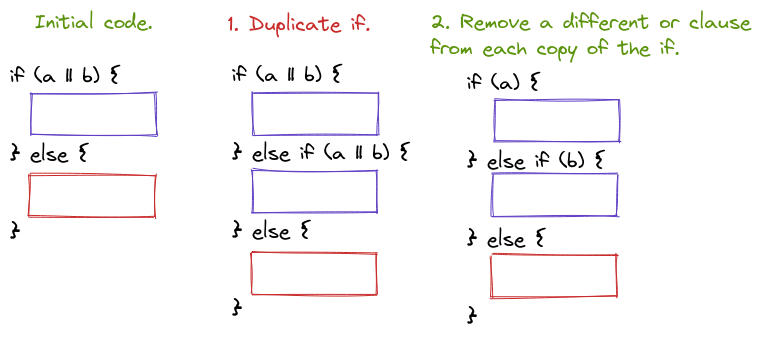 Initial code.
if (a || b) {
} else {
}
1. Duplicate if.
if (a || b) {
} else if (a || b) {
} else {
}
2. Remove a different or clause
from each copy of the if.
if (a) {
} else if (b) {
} else {
}